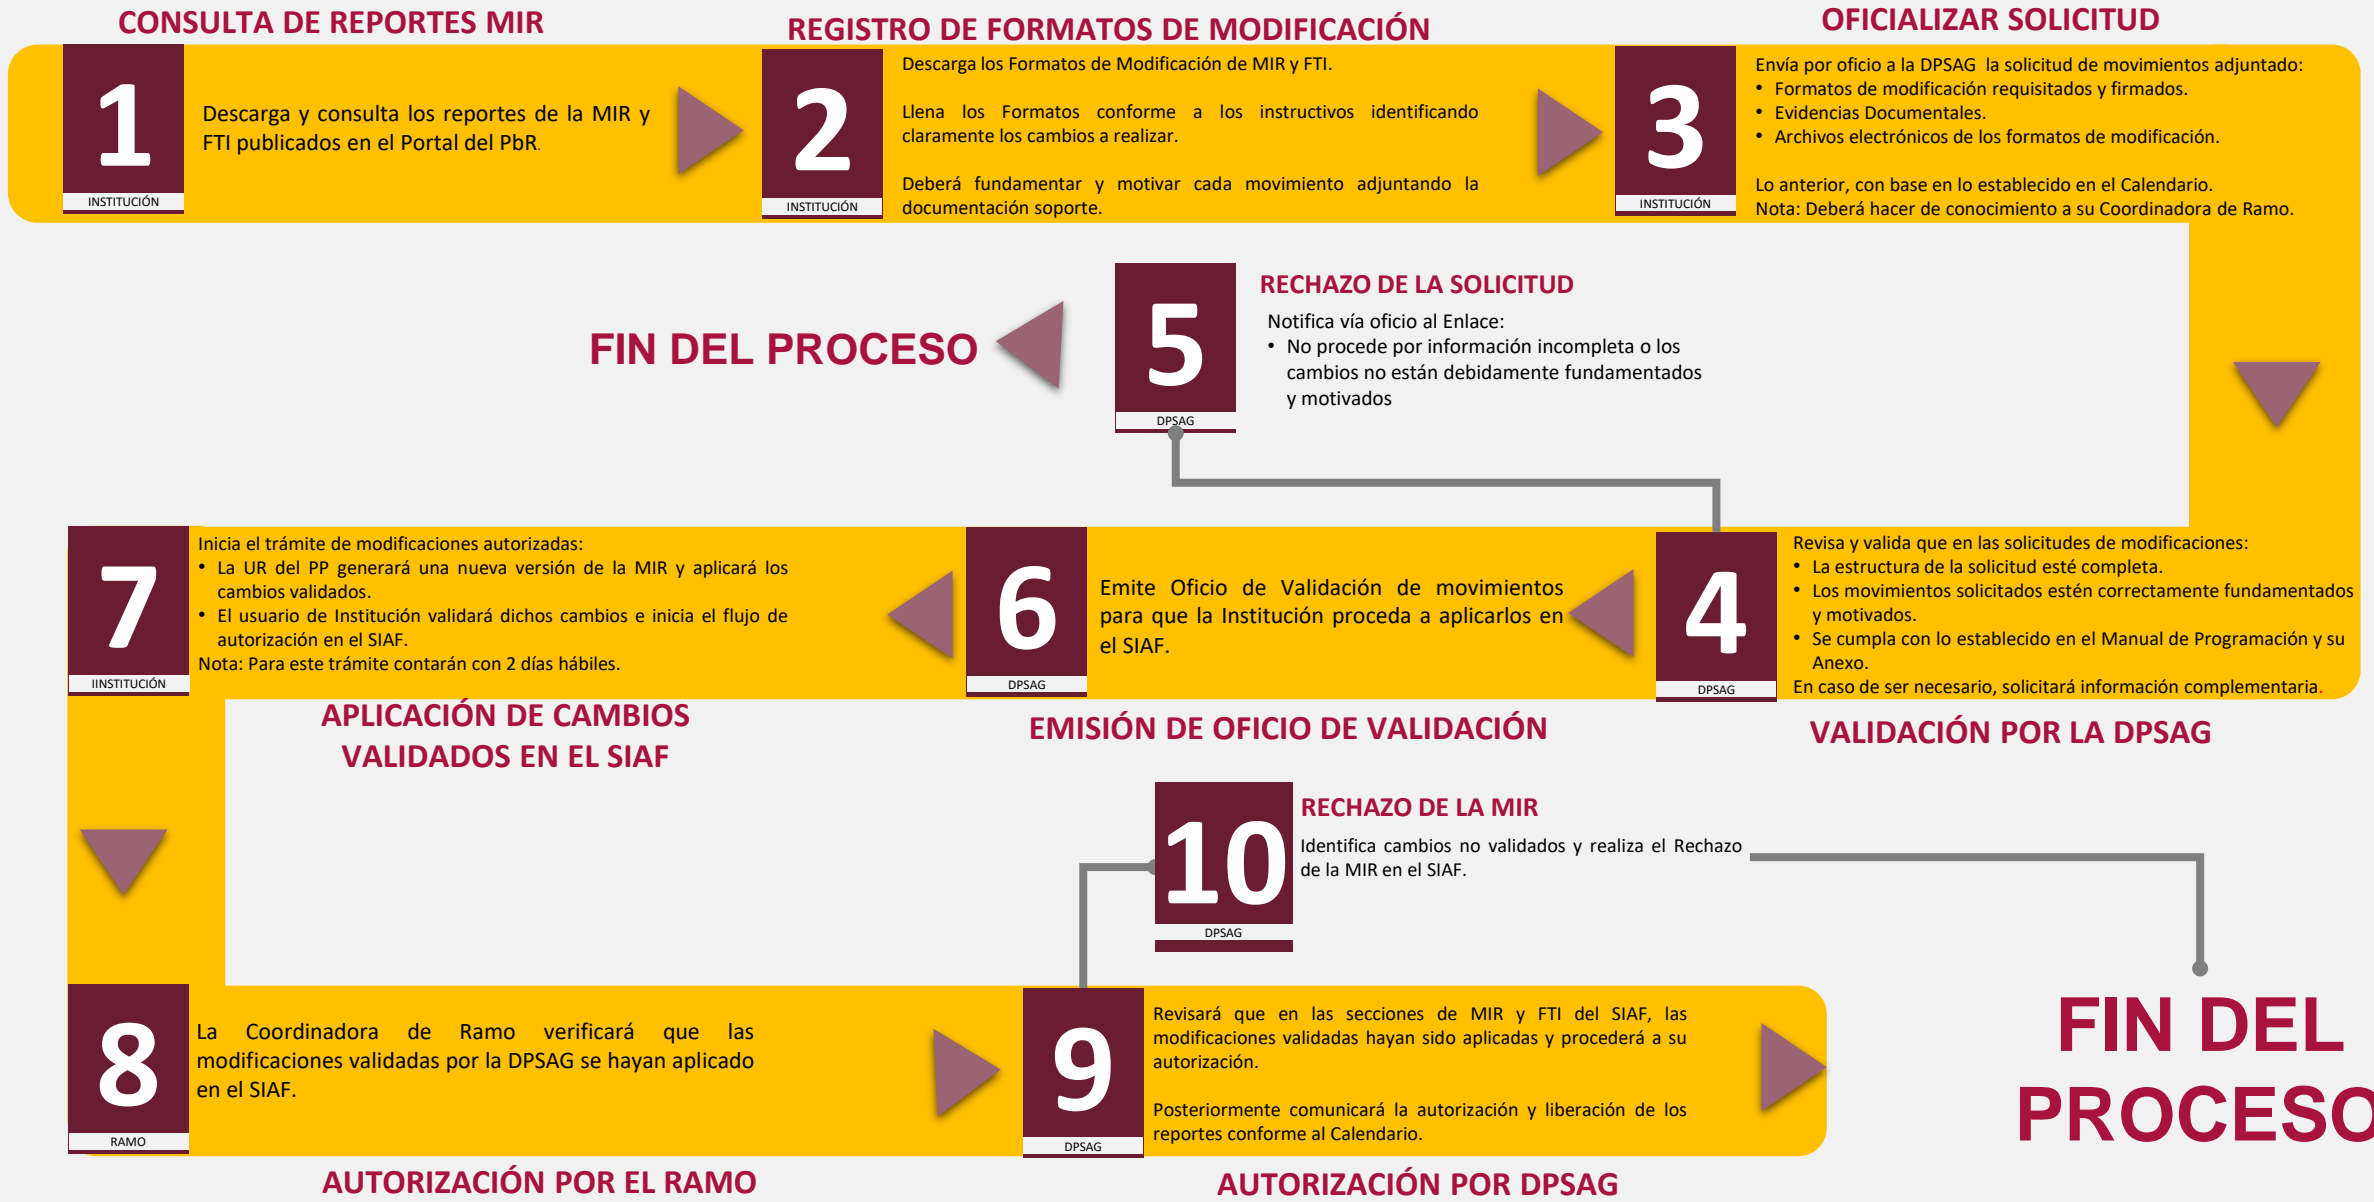 CONSULTA DE REPORTES MIR
1
INSTITUCIÓN
Descarga y consulta los reportes de la MIR y
FTI publicados en el Portal del PbR.
REGISTRO DE FORMATOS DE MODIFICACIÓN
2
INSTITUCIÓN
Descarga los Formatos de Modificación de MIR y FTI.
Llena los Formatos conforme a los instructivos identificando
claramente los cambios a realizar.
Deberá fundamentar y motivar cada movimiento adjuntando la
documentación soporte.
OFICIALIZAR SOLICITUD
3
INSTITUCIÓN
Envía por oficio a la DPSAG la solicitud de movimientos adjuntado:
• Formatos de modificación requisitados y firmados.
• Evidencias Documentales.
• Archivos electrónicos de los formatos de modificación.
Lo anterior, con base en lo establecido en el Calendario.
Nota: Deberá hacer de conocimiento a su Coordinadora de Ramo.
FIN DEL PROCESO
5
DPSAG
RECHAZO DE LA SOLICITUD
Notifica vía oficio al Enlace:
• No procede por información incompleta o los
cambios no están debidamente fundamentados
y motivados
4
DPSAG
Revisa y valida que en las solicitudes de modificaciones:
• La estructura de la solicitud esté completa.
• Los movimientos solicitados estén correctamente fundamentados
y motivados.
• Se cumpla con lo establecido en el Manual de Programación y su
Anexo.
En caso de ser necesario, solicitará información complementaria.
VALIDACIÓN POR LA DPSAG
6
DPSAG
Emite Oficio de Validación de movimientos
para que la Institución proceda a aplicarlos en
el SIAF.
EMISIÓN DE OFICIO DE VALIDACIÓN
7
IINSTITUCIÓN
Inicia el trámite de modificaciones autorizadas:
• La UR del PP generará una nueva versión de la MIR y aplicará los
cambios validados.
• El usuario de Institución validará dichos cambios e inicia el flujo de
autorización en el SIAF.
Nota: Para este trámite contarán con 2 días hábiles.
APLICACIÓN DE CAMBIOS
VALIDADOS EN EL SIAF
10
DPSAG
RECHAZO DE LA MIR
Identifica cambios no validados y realiza el Rechazo
de la MIR en el SIAF.
8
RAMO
La Coordinadora de Ramo verificará que las
modificaciones validadas por la DPSAG se hayan aplicado
en el SIAF.
AUTORIZACIÓN POR EL RAMO
9
DPSAG
Revisará que en las secciones de MIR y FTI del SIAF, las
modificaciones validadas hayan sido aplicadas y procederá a su
autorización.
Posteriormente comunicará la autorización y liberación de los
reportes conforme al Calendario.
AUTORIZACIÓN POR DPSAG
FIN DEL
PROCESO